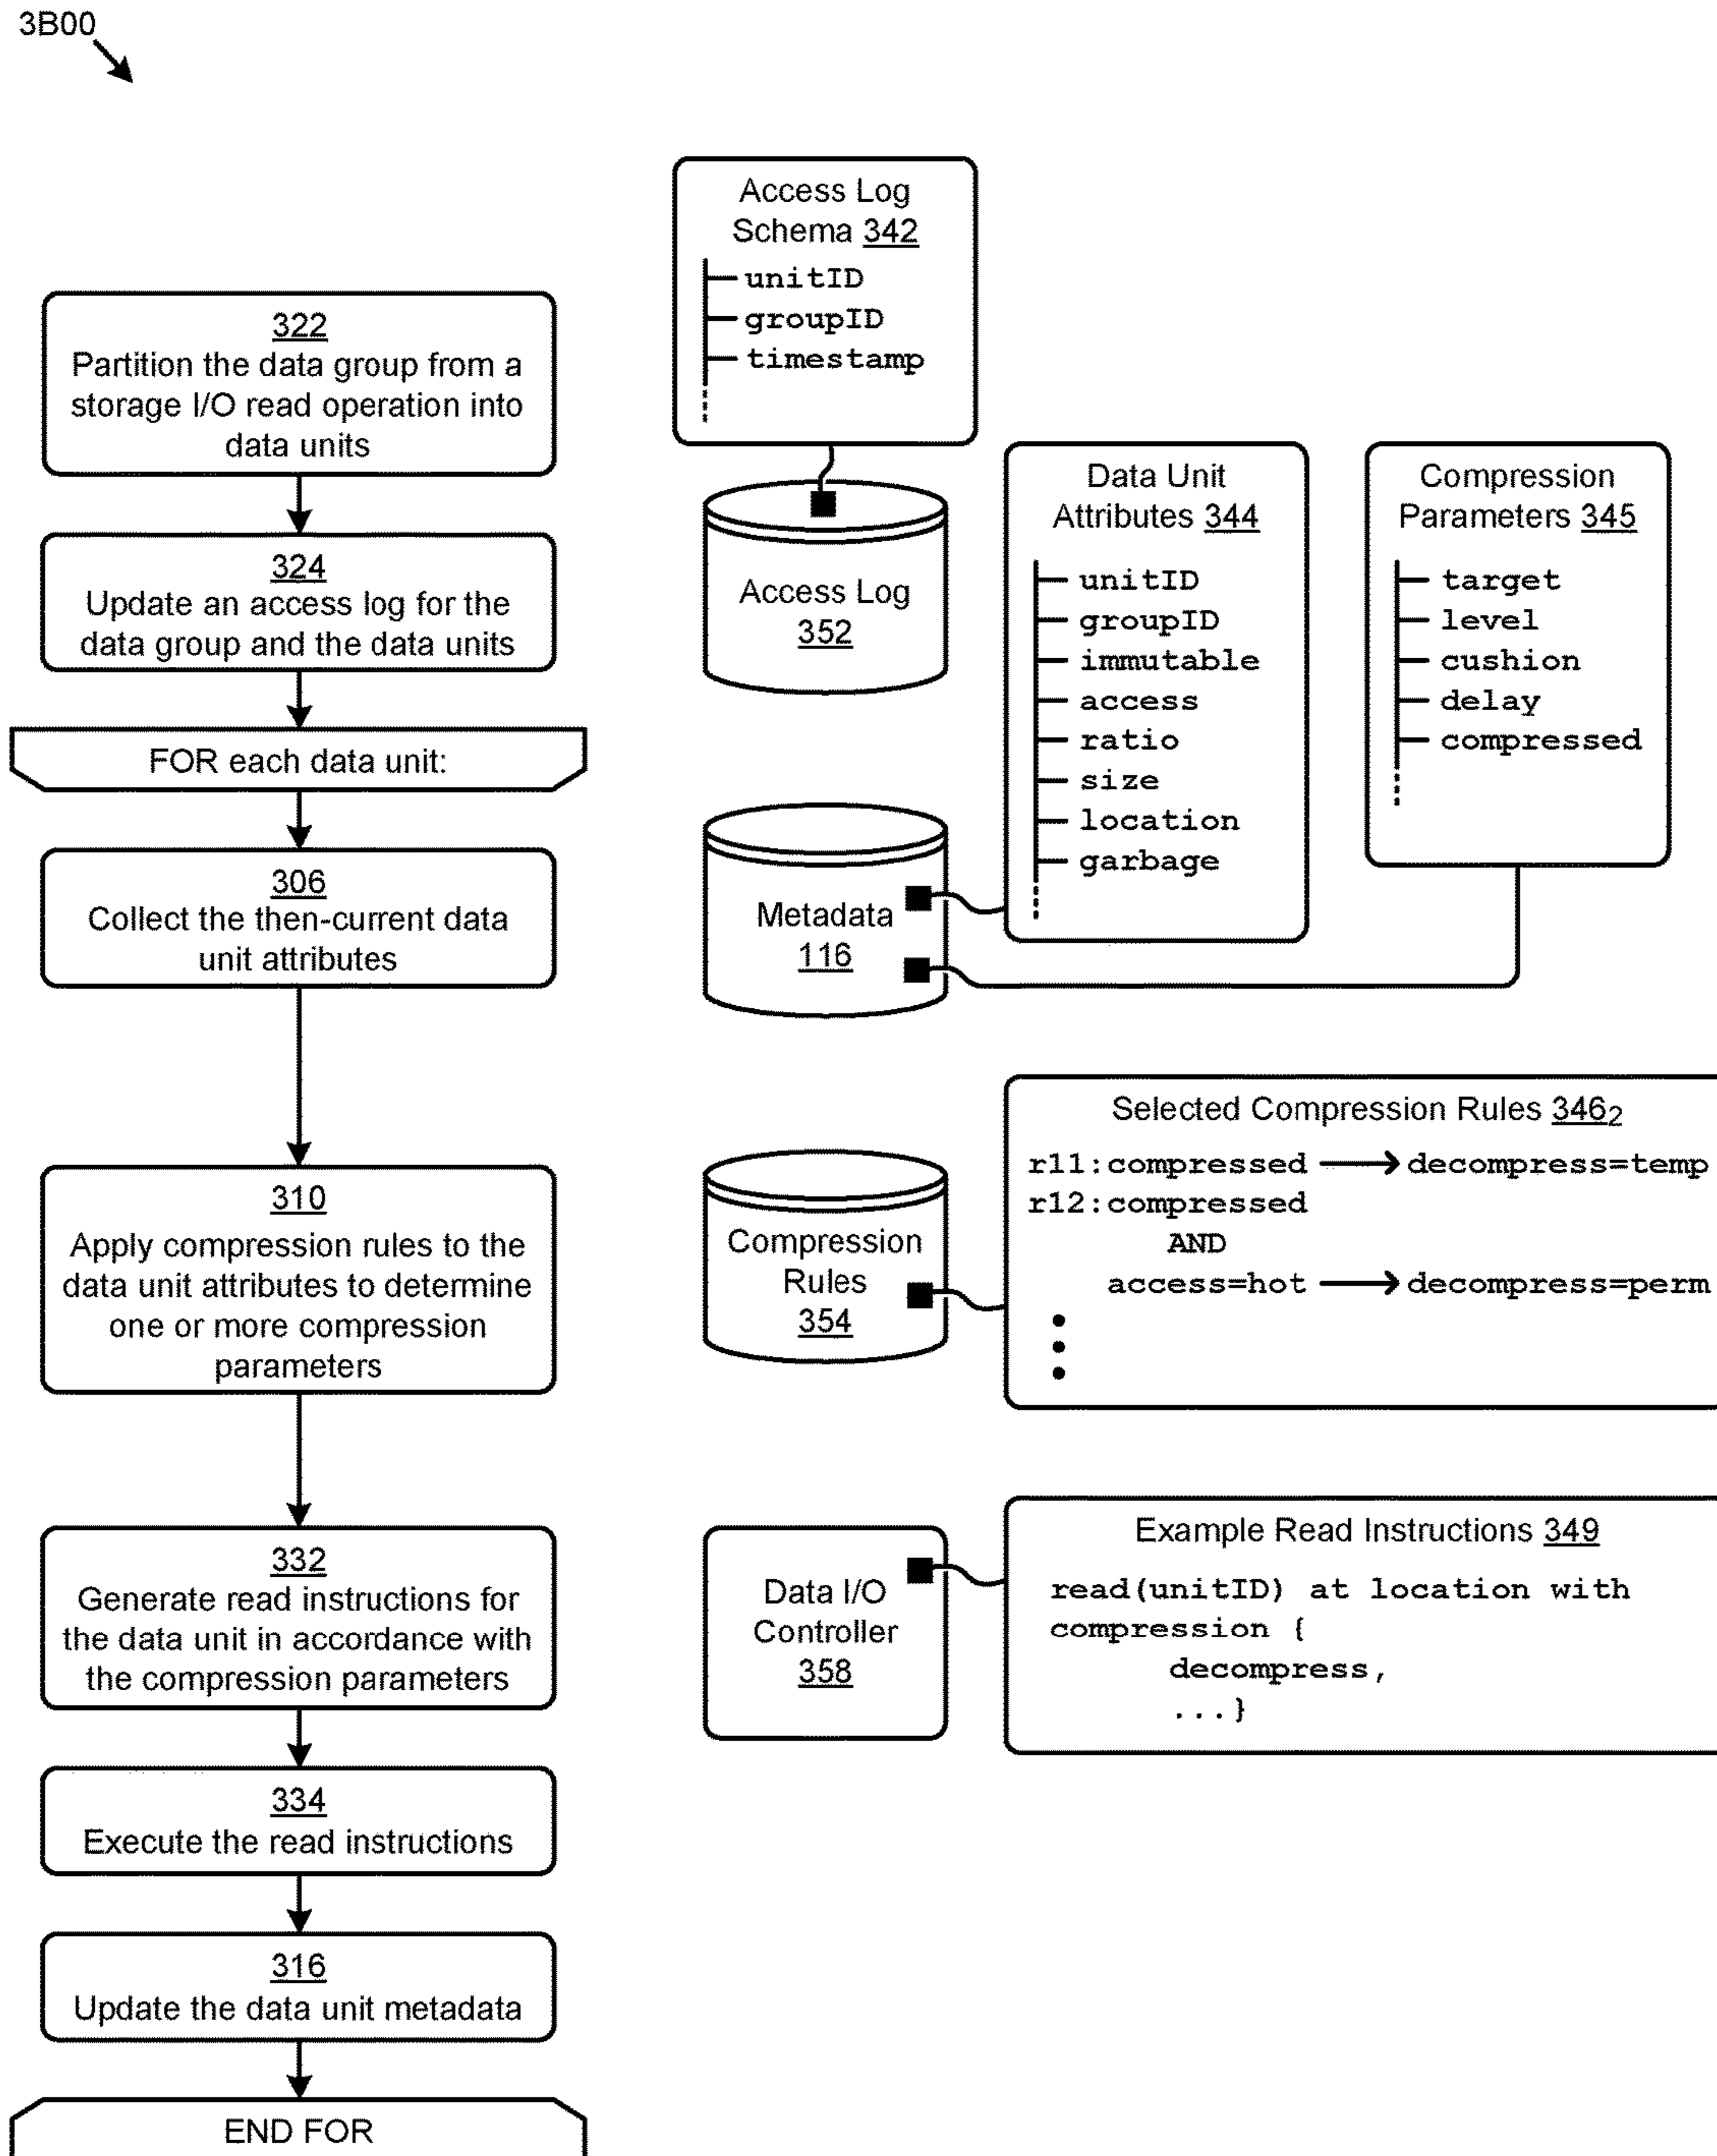 3B00
322
Partition the data group from a
storage I/O read operation into
data units
324
Update an access log for the
data group and the data units
FOR each data unit:
306
Collect the then-current data
unit attributes
310
Apply compression rules to the
data unit attributes to determine
one or more compression
parameters
332
Generate read instructions for
the data unit in accordance with
the compression parameters
334
Execute the read instructions
316
Update the data unit metadata
END FOR
Access Log
Schema 342
unitID
groupID
timestamp
Access Log
352
Data Unit
Attributes 344
unitID
groupID
immutable
access
ratio
size
location
garbage
Compression
Parameters 345
target
level
cushion
delay
compressed
Metadata
116
Compression
Rules
354
Selected Compression Rules 346₂
r11:compressed → decompress=temp
r12:compressed
AND
access=hot → decompress=perm
Data I/O
Controller
358
Example Read Instructions 349
read(unitID) at location with
compression {
decompress,
...}